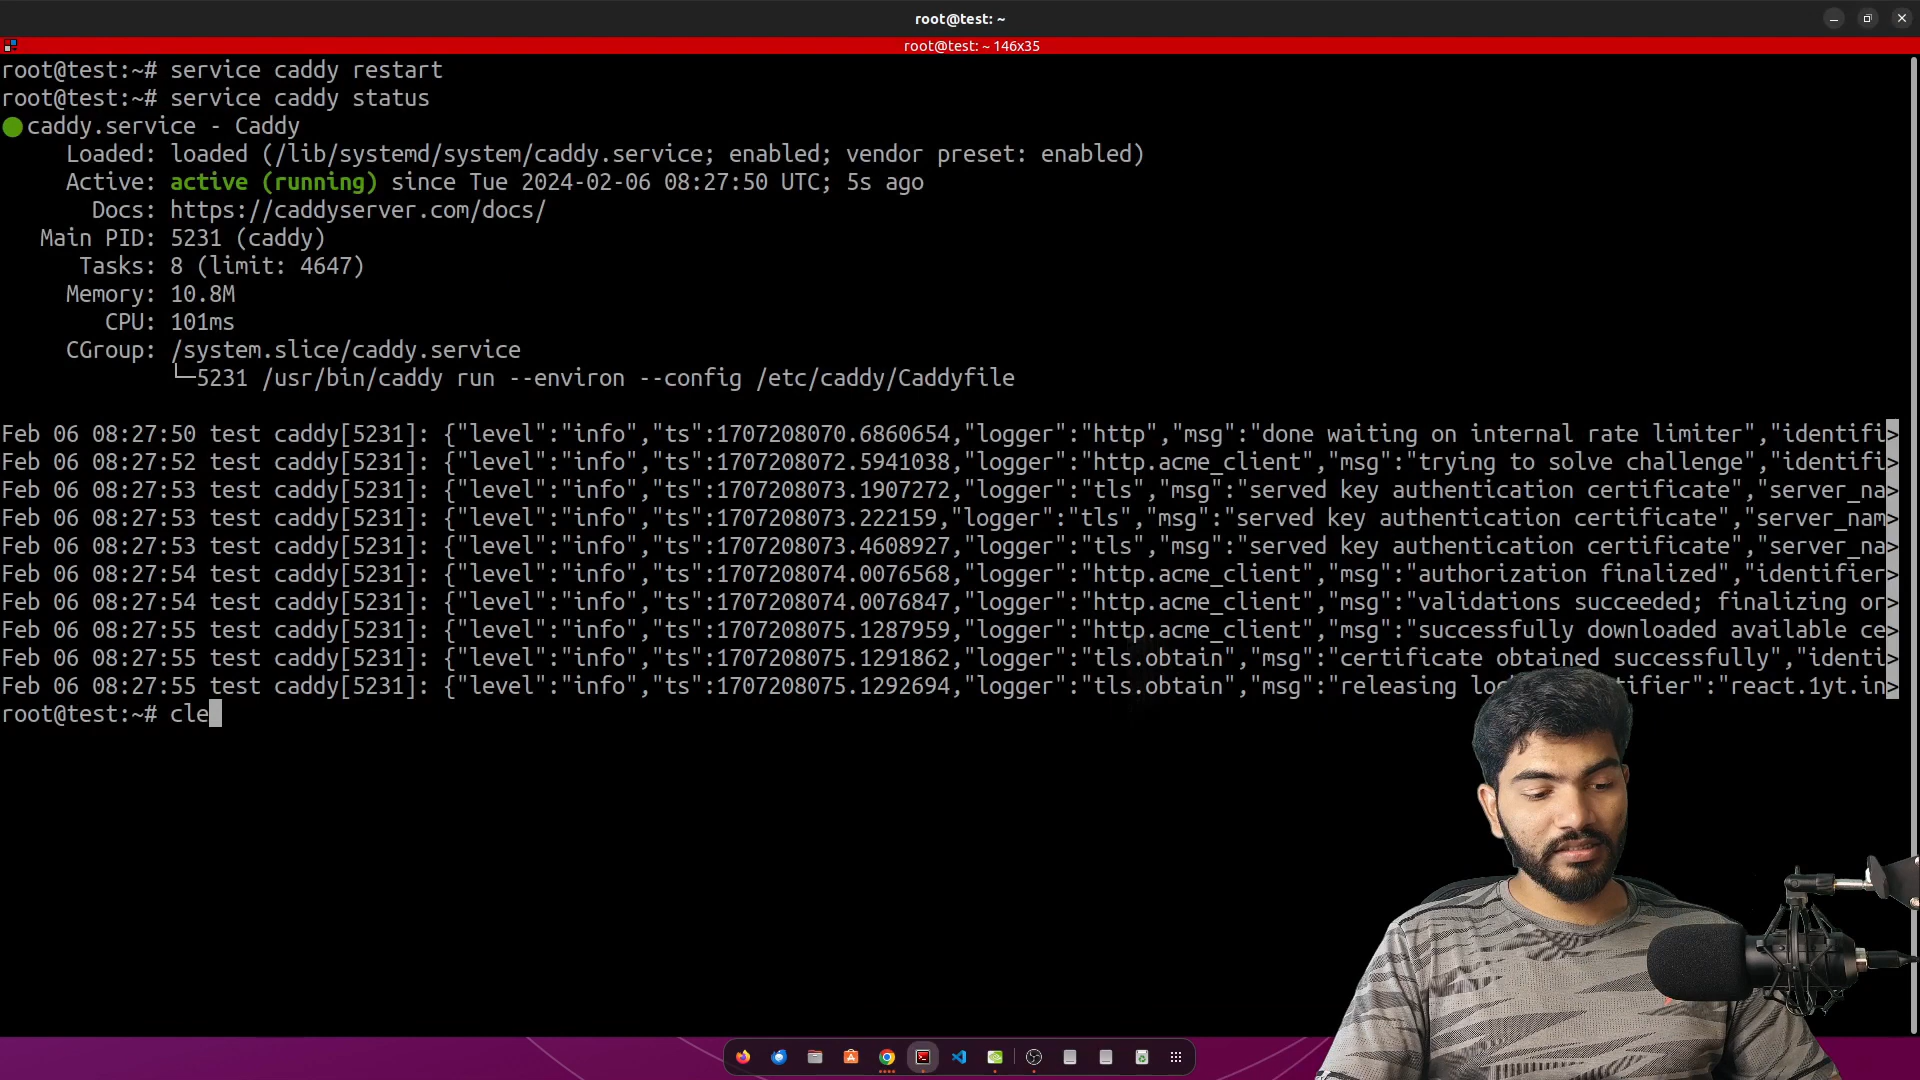 root@test: ~
root@test: ~ 146x35
root@test:~# service caddy restart
root@test:~# service caddy status
caddy.service - Caddy
Loaded: loaded (/lib/systemd/system/caddy.service; enabled; vendor preset: enabled)
Active: active (running) since Tue 2024-02-06 08:27:50 UTC; 5s ago
Docs: https://caddyserver.com/docs/
Main PID: 5231 (caddy)
Tasks: 8 (limit: 4647)
Memory: 10.8M
CPU: 101ms
CGroup: /system.slice/caddy.service
└─5231 /usr/bin/caddy run --environ --config /etc/caddy/Caddyfile
Feb 06 08:27:50 test caddy[5231]: {"level":"info","ts":1707208070.6860654,"logger":"http","msg":"done waiting on internal rate limiter","identifi>
Feb 06 08:27:52 test caddy[5231]: {"level":"info","ts":1707208072.5941038,"logger":"http.acme_client","msg":"trying to solve challenge","identifi>
Feb 06 08:27:53 test caddy[5231]: {"level":"info","ts":1707208073.1907272,"logger":"tls","msg":"served key authentication certificate","server_na>
Feb 06 08:27:53 test caddy[5231]: {"level":"info","ts":1707208073.222159,"logger":"tls","msg":"served key authentication certificate","server_nam>
Feb 06 08:27:53 test caddy[5231]: {"level":"info","ts":1707208073.4608927,"logger":"tls","msg":"served key authentication certificate","server_na>
Feb 06 08:27:54 test caddy[5231]: {"level":"info","ts":1707208074.0076568,"logger":"http.acme_client","msg":"authorization finalized","identifier>
Feb 06 08:27:54 test caddy[5231]: {"level":"info","ts":1707208074.0076847,"logger":"http.acme_client","msg":"validations succeeded; finalizing or>
Feb 06 08:27:55 test caddy[5231]: {"level":"info","ts":1707208075.1287959,"logger":"http.acme_client","msg":"successfully downloaded available ce>
Feb 06 08:27:55 test caddy[5231]: {"level":"info","ts":1707208075.1291862,"logger":"tls.obtain","msg":"certificate obtained successfully","identi>
Feb 06 08:27:55 test caddy[5231]: {"level":"info","ts":1707208075.1292694,"logger":"tls.obtain","msg":"releasing tifier":"react.1yt.in>
root@test:~# cle